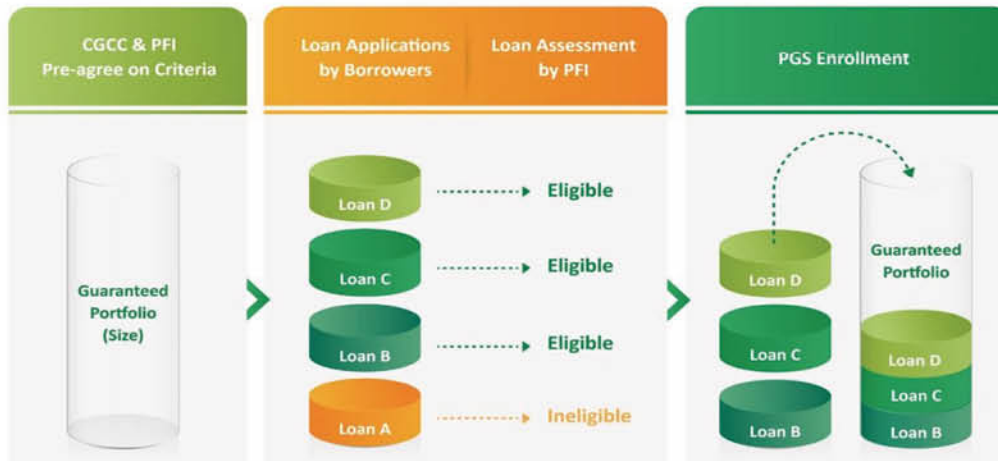 CGCC & PFI
Pre-agree on Criteria
Loan Applications
by Borrowers
Loan Assessment
by PFI
PGS Enrollment
Guaranteed
Portfolio
(Size)
Loan D
Eligible
Loan C
Eligible
Loan B
Eligible
Loan A
Ineligible
Loan D
Loan C
Loan B
Guaranteed
Portfolio
Loan D
Loan C
Loan B